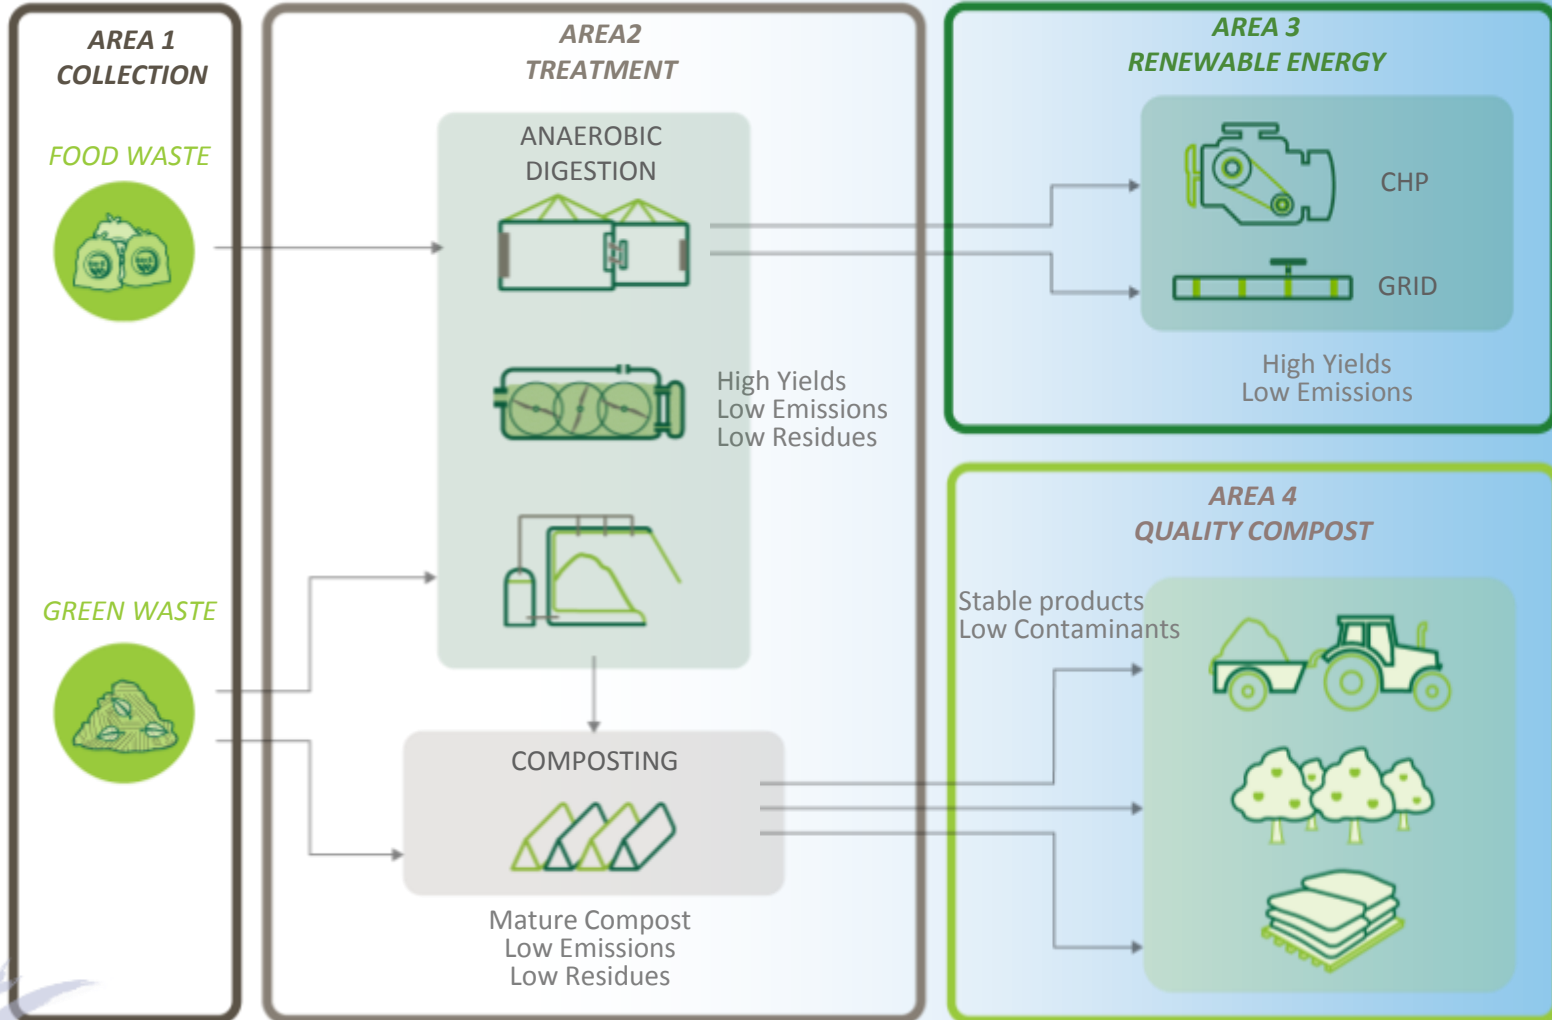 AREA 1
COLLECTION
FOOD WASTE
GREEN WASTE
AREA2
TREATMENT
ANAEROBIC
DIGESTION
High Yields
Low Emissions
Low Residues
COMPOSTING
Mature Compost
Low Emissions
Low Residues
AREA 3
RENEWABLE ENERGY
CHP
GRID
High Yields
Low Emissions
AREA 4
QUALITY COMPOST
Stable products
Low Contaminants